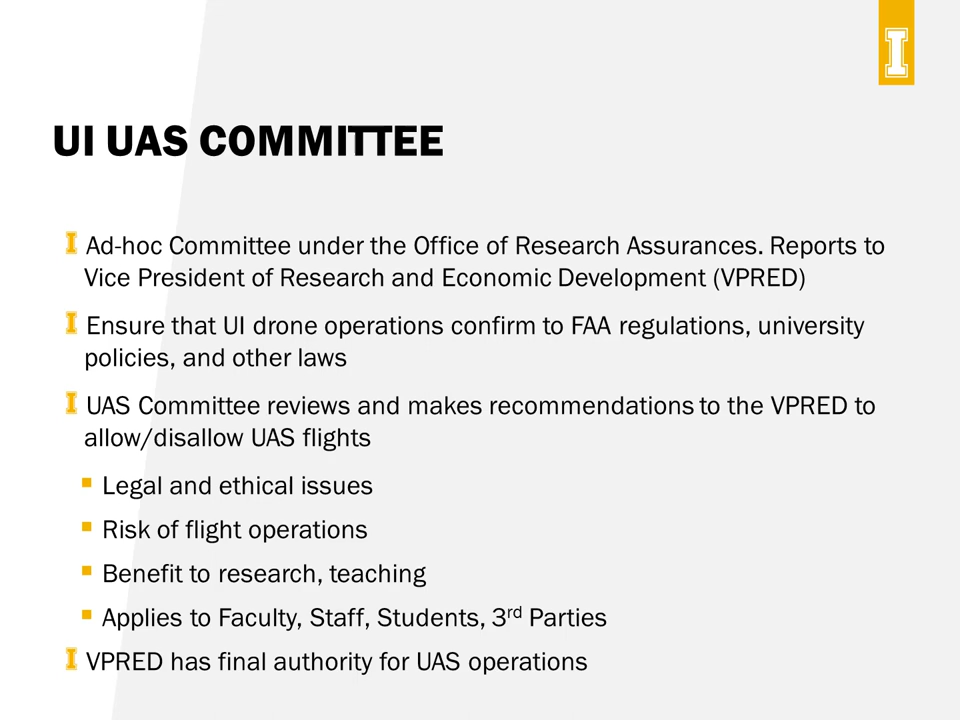 I
UI UAS COMMITTEE
Ad-hoc Committee under the Office of Research Assurances. Reports to
Vice President of Research and Economic Development (VPRED)
Ensure that UI drone operations confirm to FAA regulations, university
policies, and other laws
UAS Committee reviews and makes recommendations to the VPRED to
allow/disallow UAS flights
Legal and ethical issues
Risk of flight operations
Benefit to research, teaching
Applies to Faculty, Staff, Students, 3rd Parties
VPRED has final authority for UAS operations